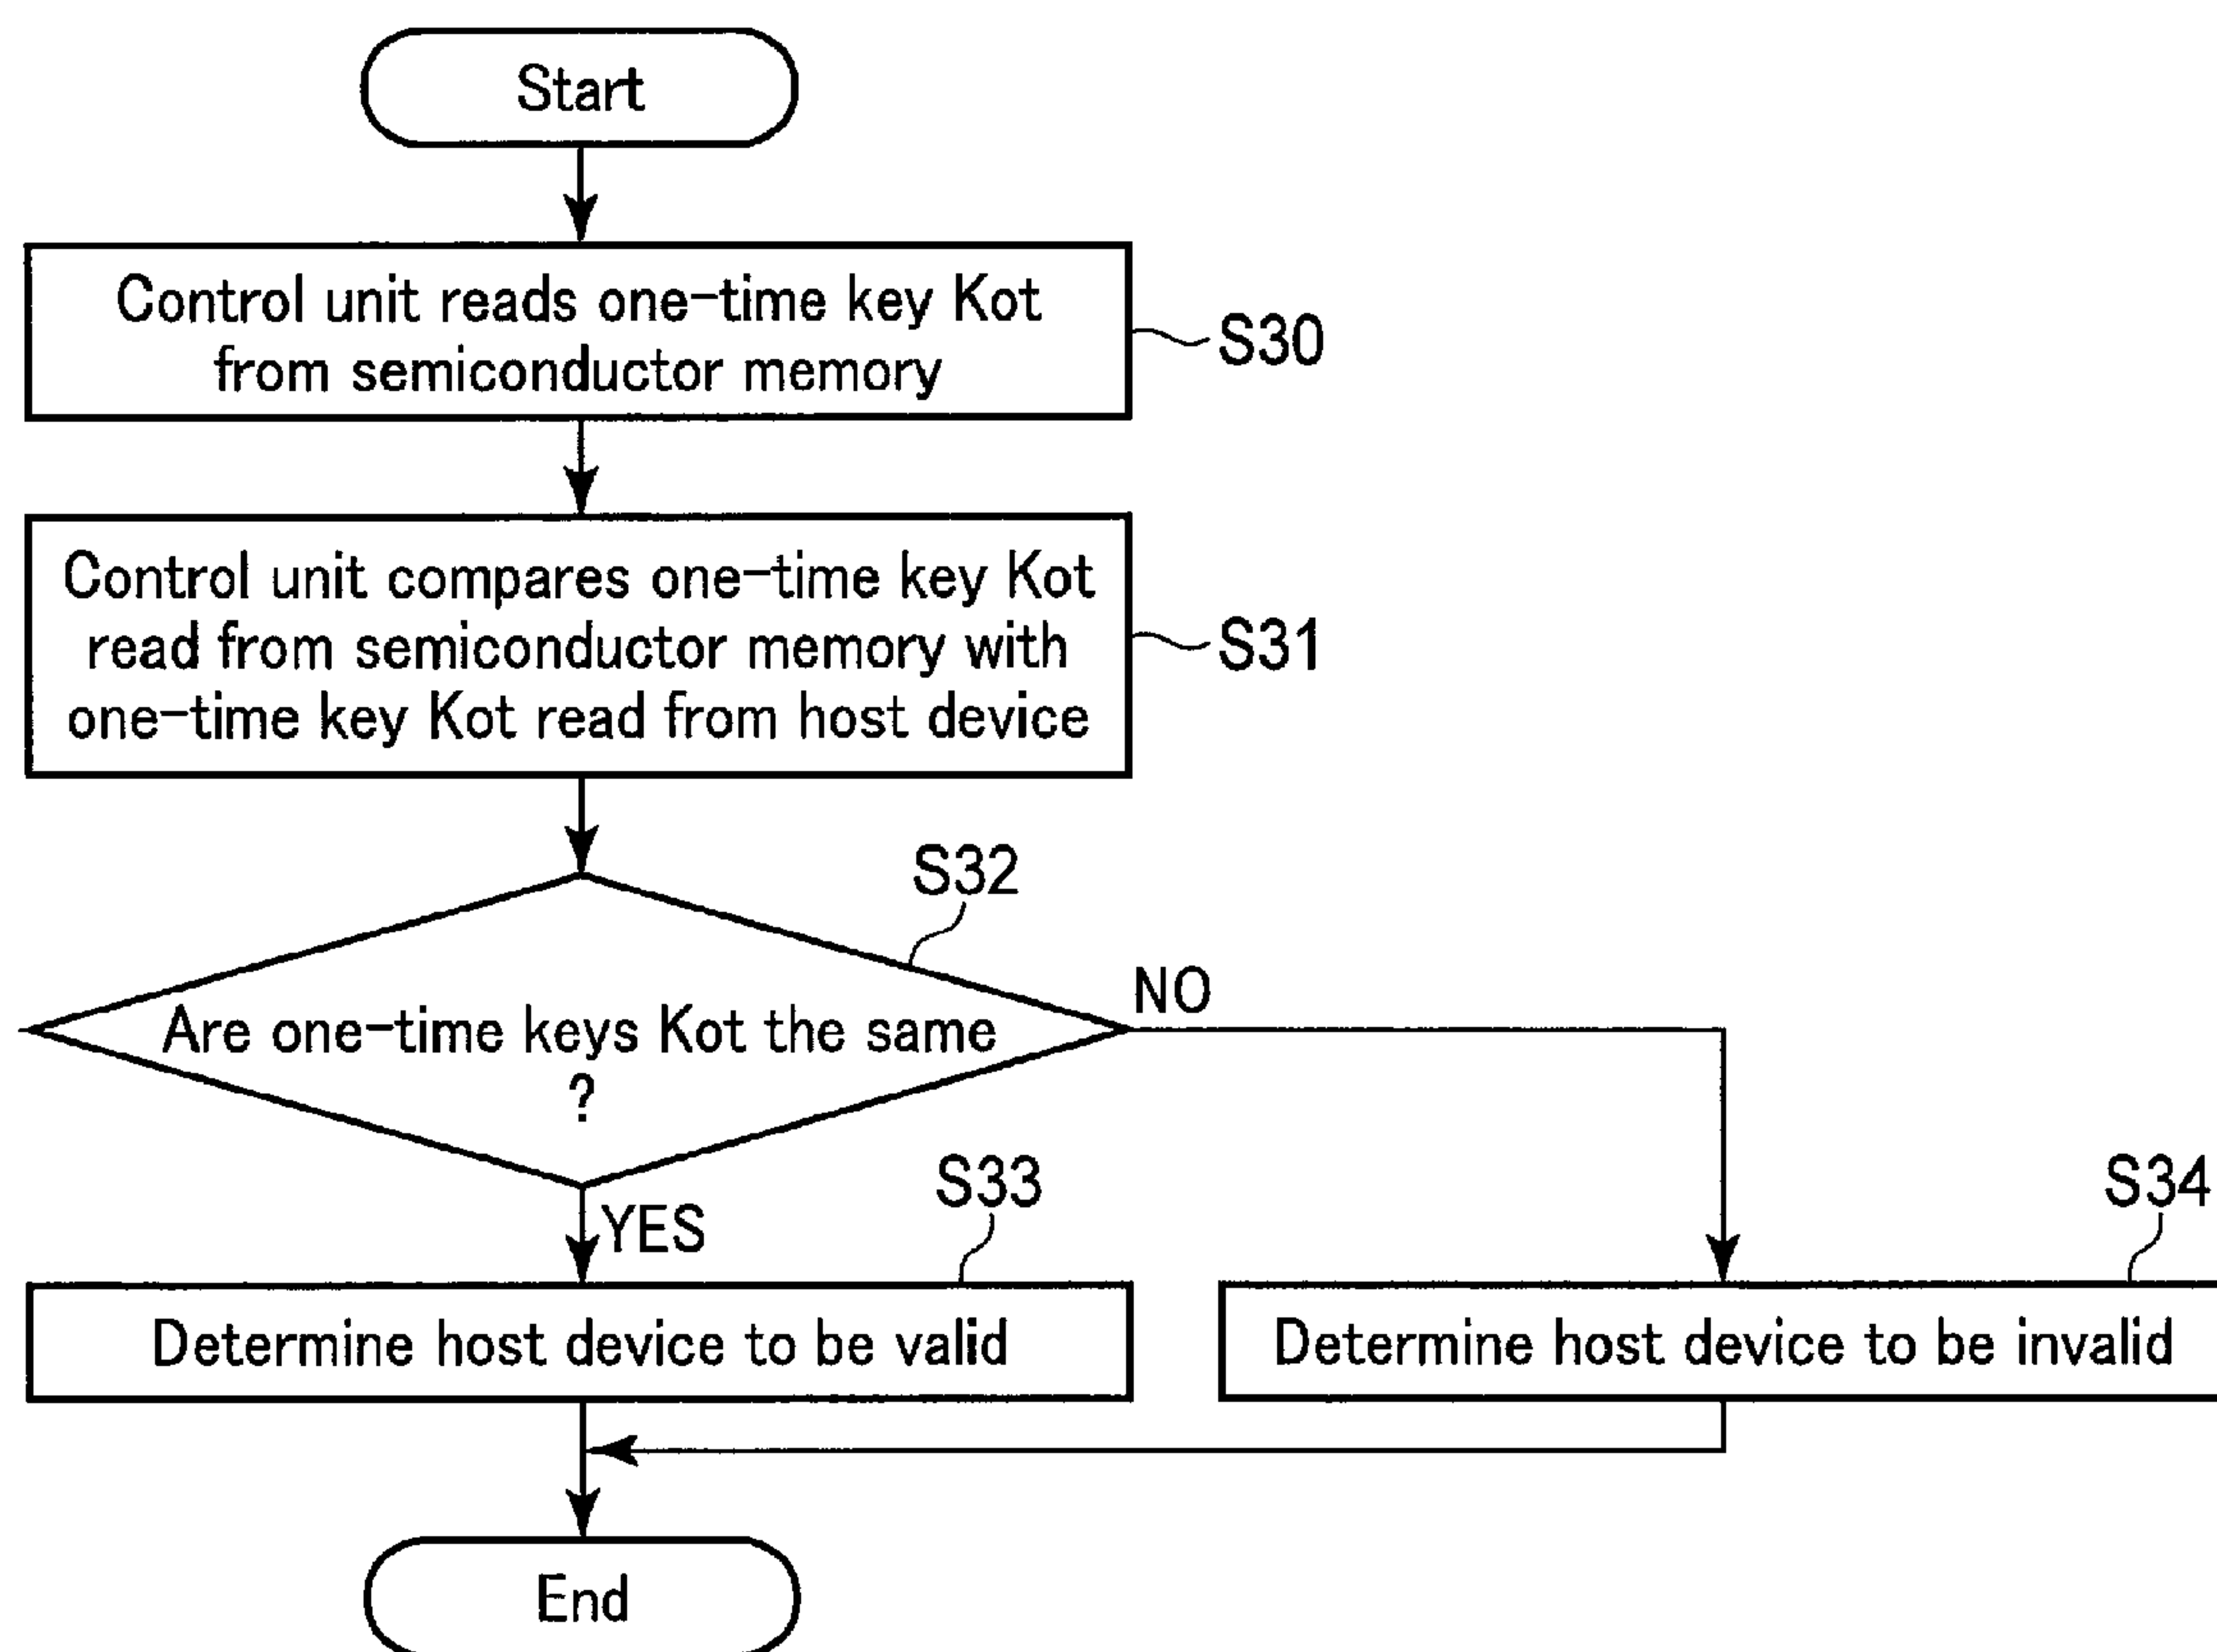 Start
Control unit reads one-time key Kot
from semiconductor memory
S30
Control unit compares one-time key Kot
read from semiconductor memory with
one-time key Kot read from host device
S31
S32
Are one-time keys Kot the same
?
NO
YES
S33
S34
Determine host device to be valid
Determine host device to be invalid
End